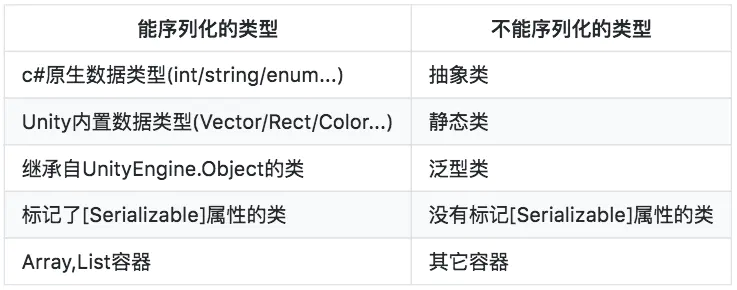 能序列化的类型 不能序列化的类型
c#原生数据类型(int/string/enum...) 抽象类
Unity内置数据类型(Vector/Rect/Color...) 静态类
继承自UnityEngine.Object的类 泛型类
标记了[Serializable]属性的类 没有标记[Serializable]属性的类
Array,List容器 其它容器